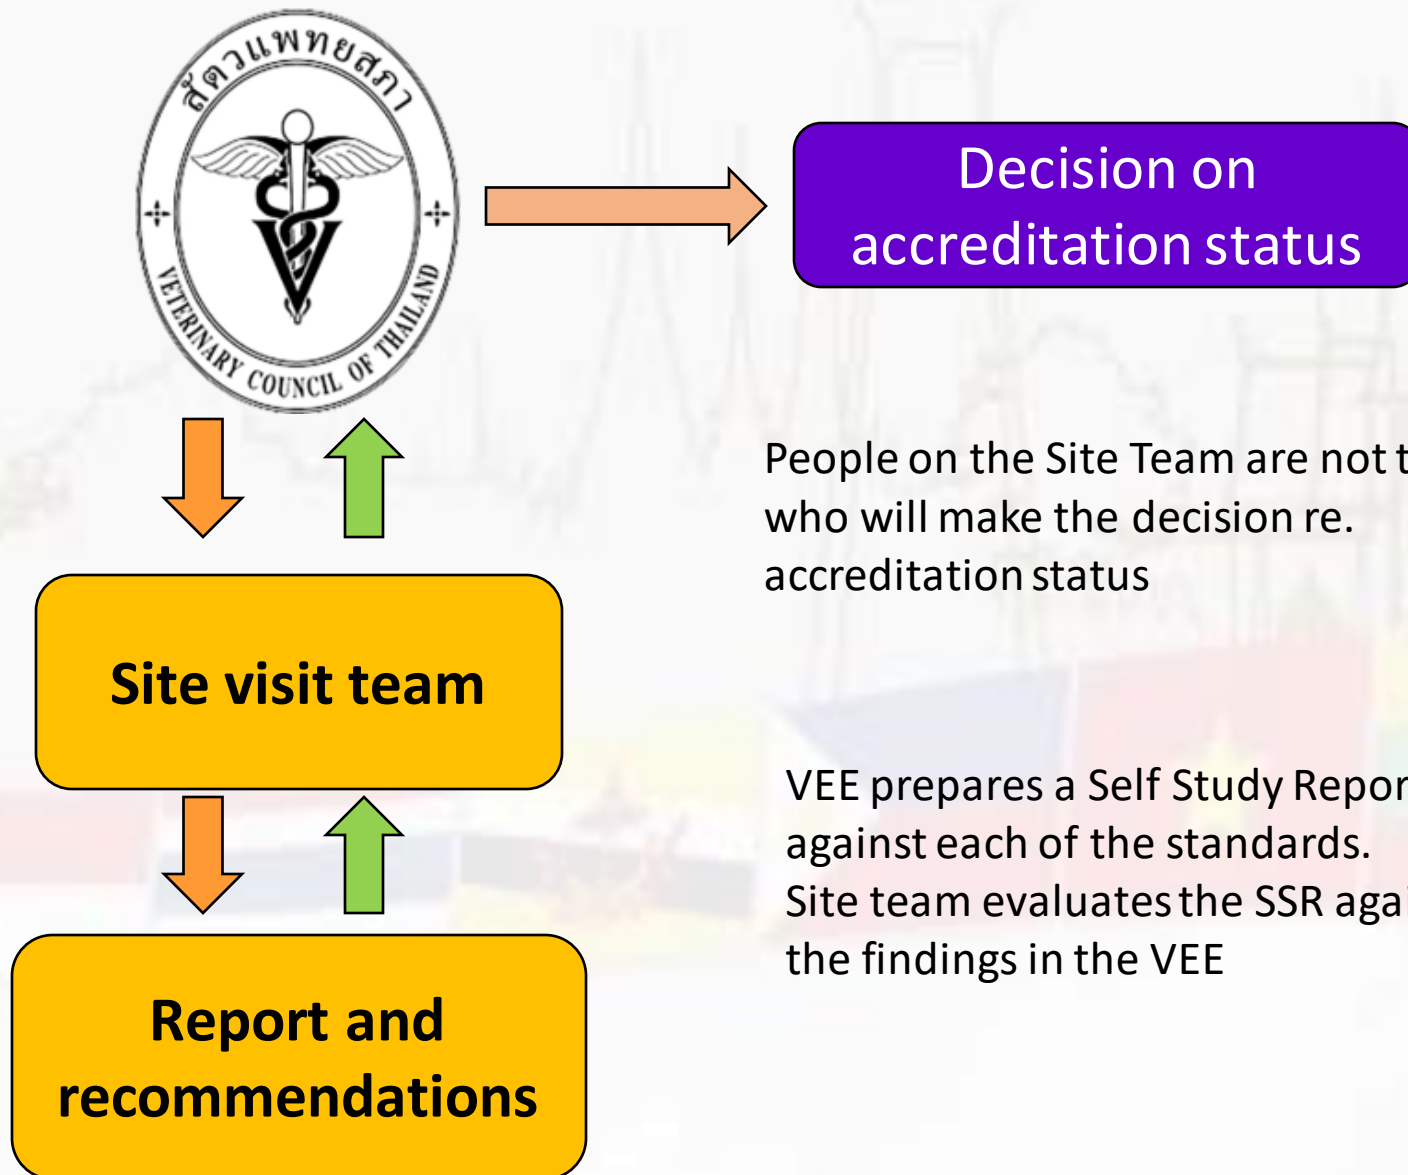 สัตวแพทยสภา
VETERINARY COUNCIL OF THAILAND
Decision on
accreditation status
People on the Site Team are not t
who will make the decision re.
accreditation status
Site visit team
VEE prepares a Self Study Repor
against each of the standards.
Site team evaluates the SSR agai
the findings in the VEE
Report and
recommendations